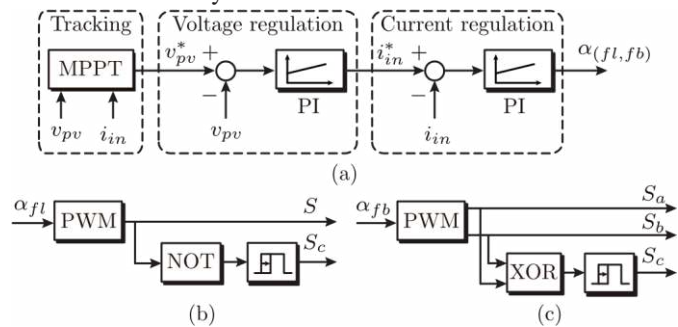 Tracking Voltage regulation Current regulation
MPPT v*pv + PI i*in + PI α(fl,fb)
− −
vpv iin vpv iin
(a)
αfl PWM S
NOT Sc
(b)
αfb PWM Sa
Sb
XOR Sc
(c)